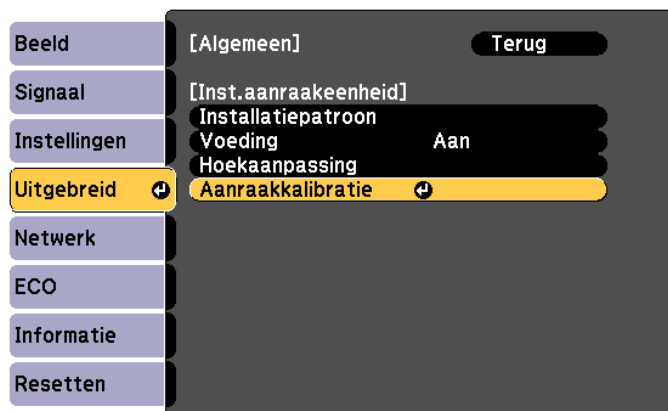 Beeld
Signaal
Instellingen
Uitgebreid
Netwerk
ECO
Informatie
Resetten
[Algemeen] Terug
[Inst.aanraakeenheid]
Installatiepatroon
Voeding Aan
Hoekaanpassing
Aanraakkalibratie